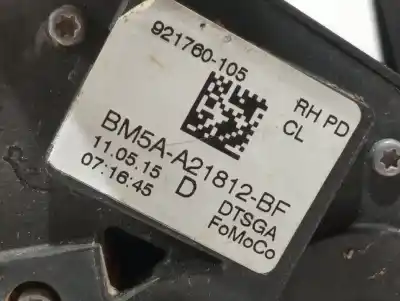 921760-105
RH PD
CL
BM5A-A21812-BF
11.05.15 D DTSGA
07:16:45 FoMoCo